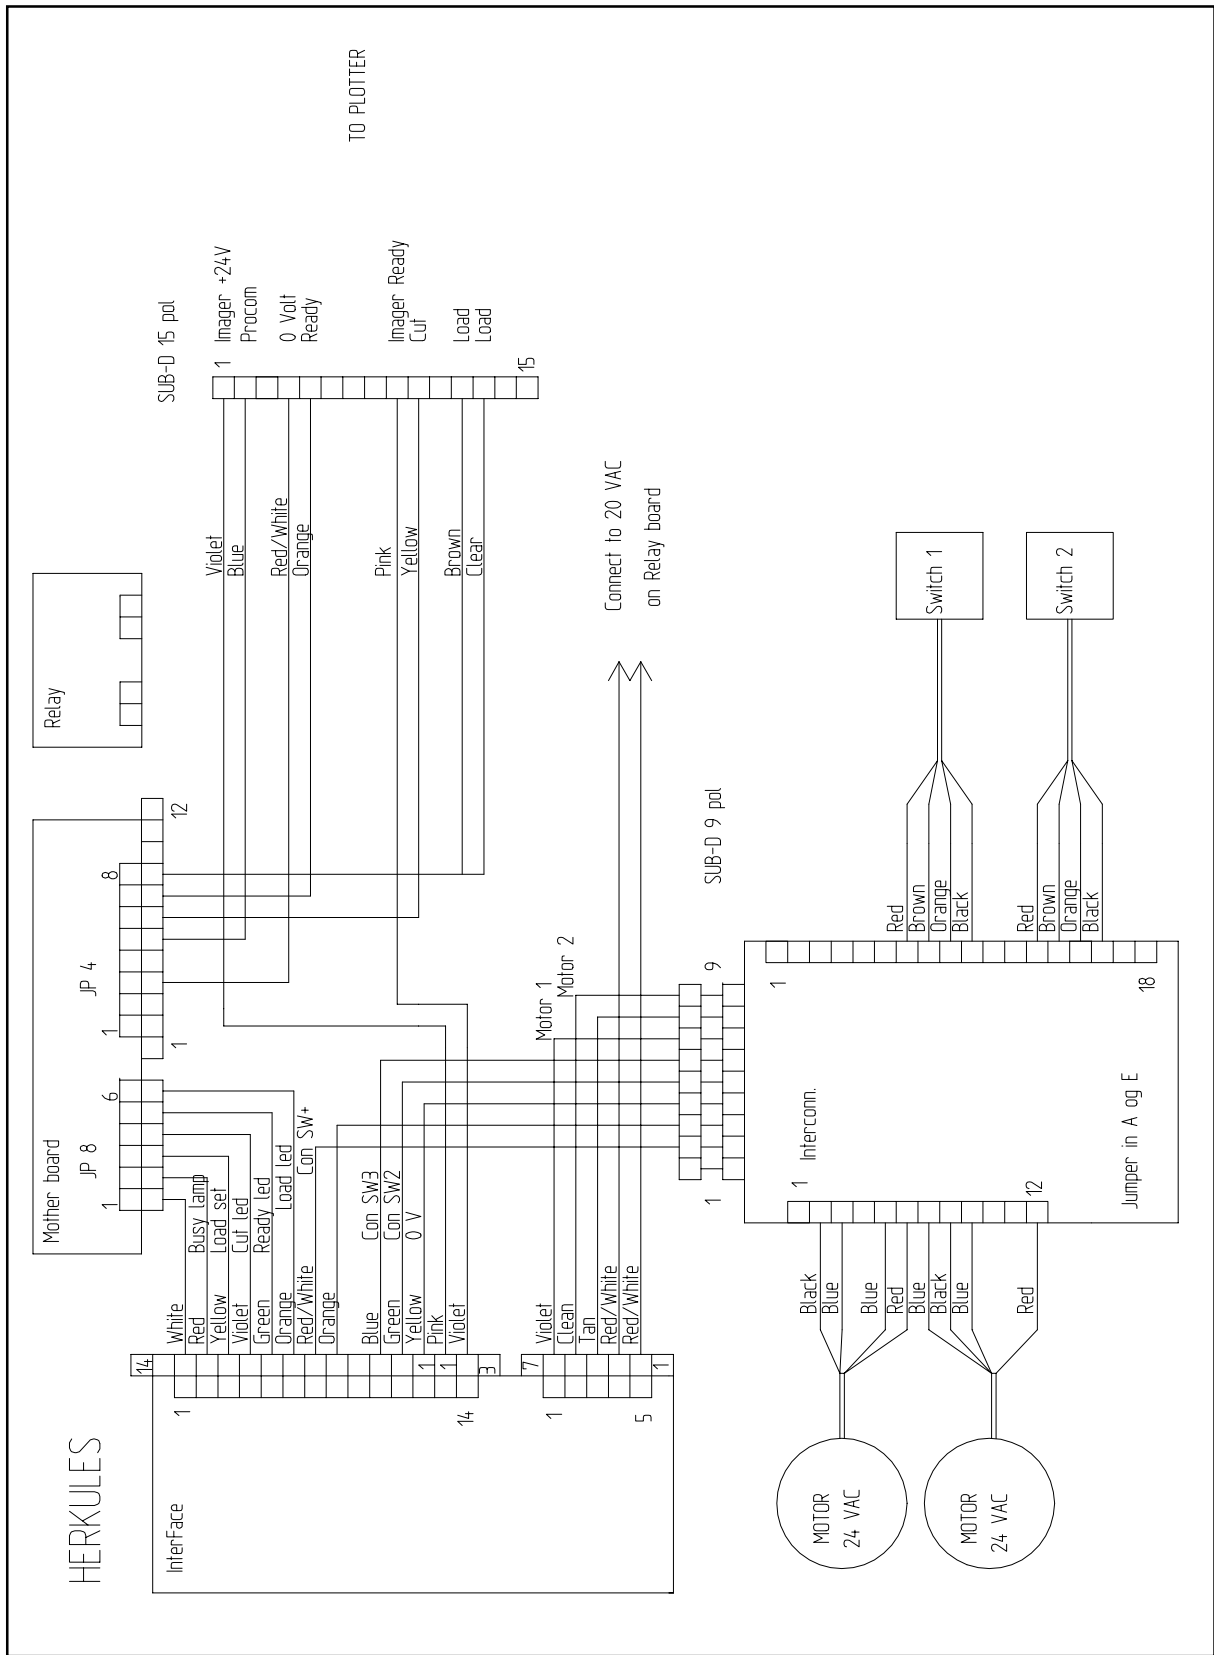 HERKULES
InterFace
14
1
14
3
7
1
5
1
1
1
White
Red
Yellow
Violet
Green
Orange
Red/White
Orange
Blue
Green
Yellow
Pink
Violet
Violet
Clean
Tan
Red/White
Red/White
Busy lamp
Load set
Cut led
Ready led
Load led
Con SW+
Con SW3
Con SW2
0 V
Mother board
JP 8
1
6
JP 4
1
8
1
12
Relay
Violet
Blue
Red/White
Orange
Pink
Yellow
Brown
Clear
SUB-D 15 pol
1
15
Imager +24V
Procom
0 Volt
Ready
Imager Ready
Cut
Load
Load
TO PLOTTER
Motor 1
Motor 2
Connect to 20 VAC
on Relay board
SUB-D 9 pol
1
9
MOTOR
24 VAC
MOTOR
24 VAC
Black
Blue
Blue
Red
Blue
Black
Blue
Red
1
12
Interconn.
Jumper in A og E
1
18
Red
Brown
Orange
Black
Red
Brown
Orange
Black
Switch 1
Switch 2